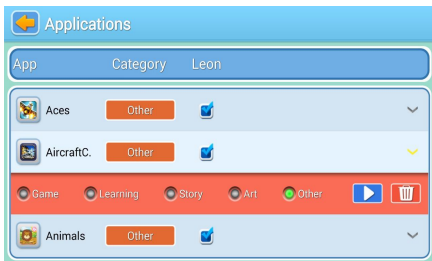 Applications
App Category Leon
Aces Other
AircraftC. Other
Game Learning Story Art Other
Animals Other